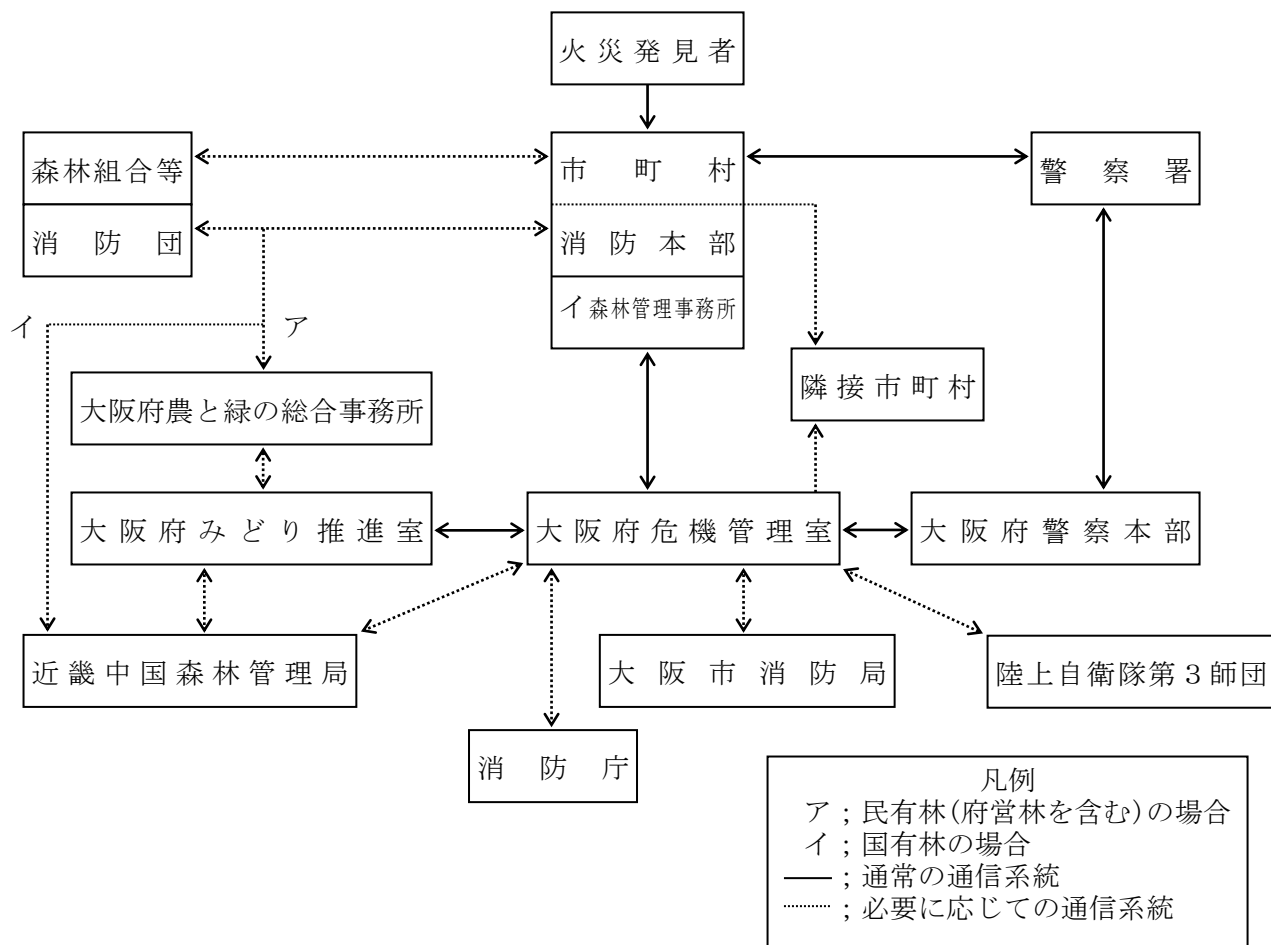 火災発見者
森林組合等
市町村
警察署
消防団
消防本部
イ森林管理事務所
イ
ア
隣接市町村
大阪府農と緑の総合事務所
大阪府みどり推進室
大阪府危機管理室
大阪府警察本部
近畿中国森林管理局
大阪市消防局
陸上自衛隊第3師団
消防庁
凡例
ア;民有林(府営林を含む)の場合
イ;国有林の場合
;通常の通信系統
;必要に応じての通信系統